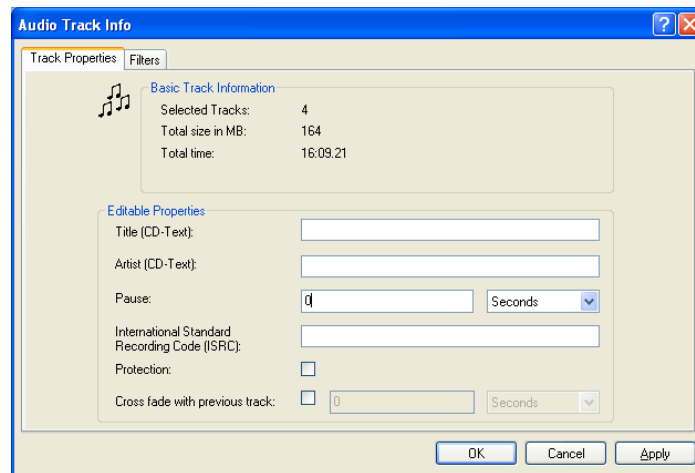 Audio Track Info
Track Properties Filters
Basic Track Information
Selected Tracks: 4
Total size in MB: 164
Total time: 16:09.21
Editable Properties
Title (CD-Text):
Artist (CD-Text):
Pause: 0 Seconds
International Standard
Recording Code (ISRC):
Protection:
Cross fade with previous track: 0 Seconds
OK Cancel Apply